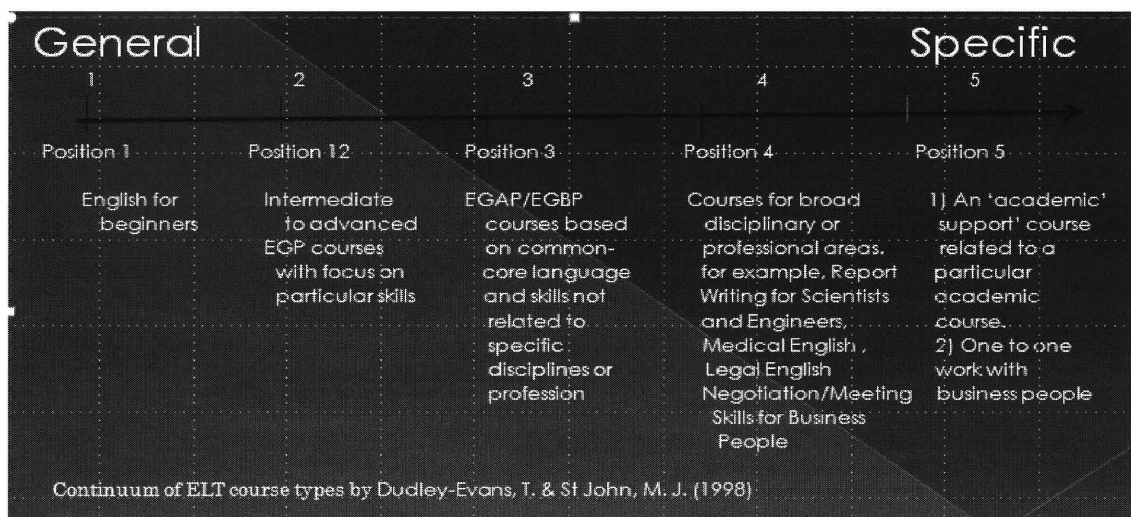 General Specific
1 2 3 4 5
Position 1 Position 12 Position 3 Position 4 Position 5
English for
beginners
Intermediate
to advanced
EGP courses
with focus on
particular skills
EGAP/EGBP
courses based
on common-
core language
and skills not
related to
specific
disciplines or
profession
Courses for broad
disciplinary or
professional areas.
for example, Report
Writing for Scientists
and Engineers,
Medical English ,
Legal English
Negotiation/Meeting
Skills for Business
People
1) An ‘academic’
support’ course
related to a
particular
academic
course.
2) One to one
work with
business people
Continuum of ELT course types by Dudley-Evans, T. & St John, M. J. (1998)